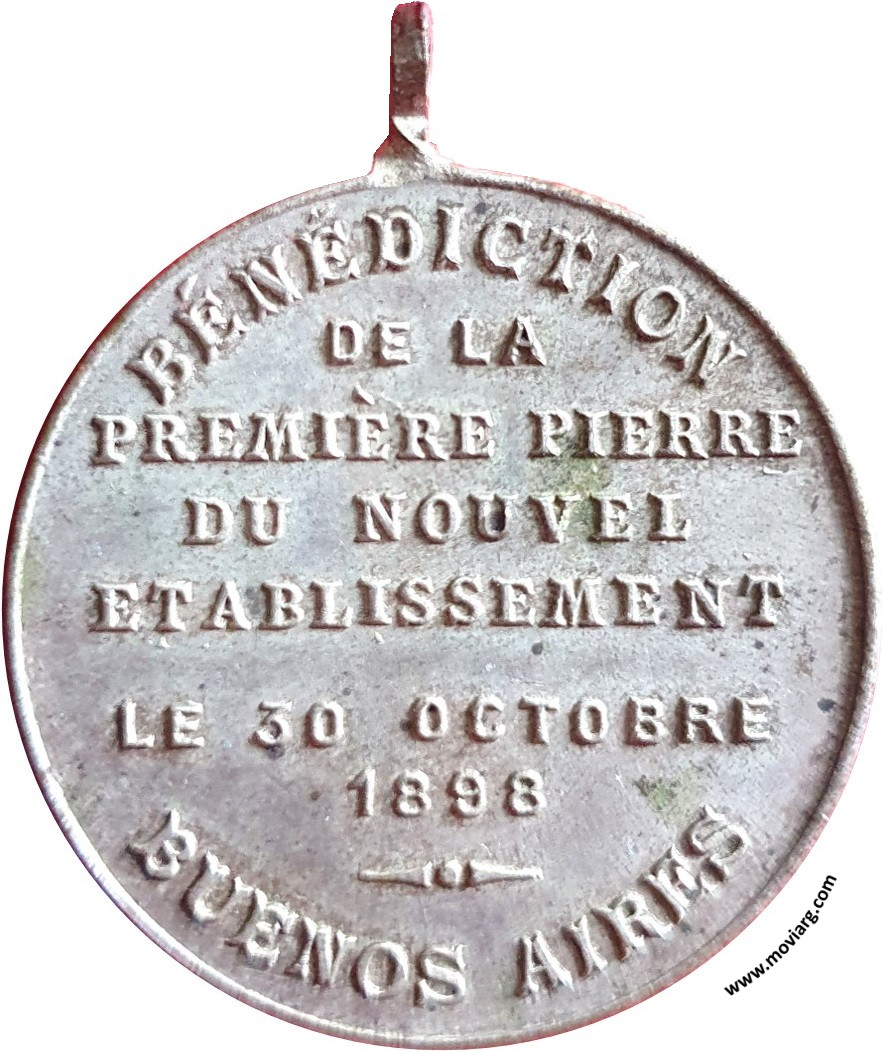 BÉNÉDICTION
DE LA
PREMIÈRE PIERRE
DU NOUVEL
ETABLISSEMENT
LE 30 OCTOBRE
1898
BUENOS AIRES
www.moviarg.com